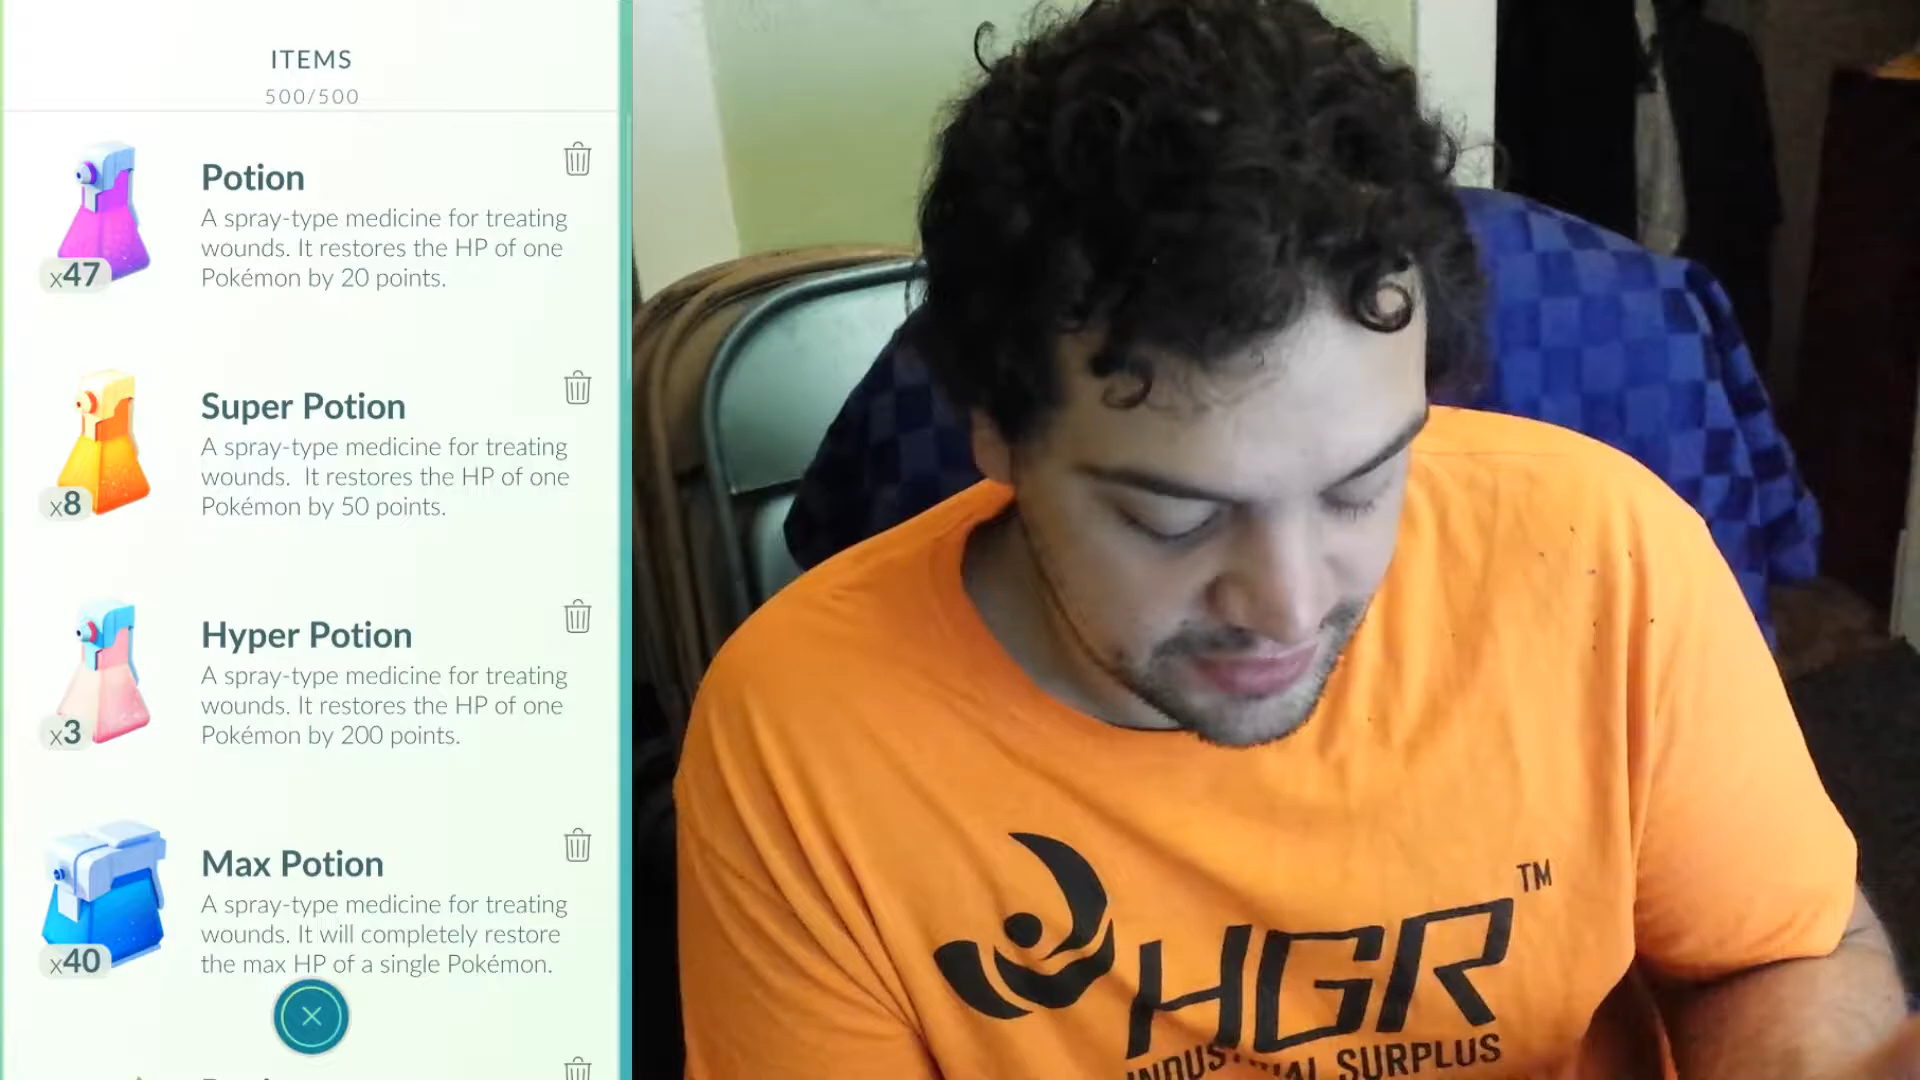 ITEMS
500/500
Potion
A spray-type medicine for treating
wounds. It restores the HP of one
Pokémon by 20 points.
x47
Super Potion
A spray-type medicine for treating
wounds. It restores the HP of one
Pokémon by 50 points.
x8
Hyper Potion
A spray-type medicine for treating
wounds. It restores the HP of one
Pokémon by 200 points.
x3
Max Potion
A spray-type medicine for treating
wounds. It will completely restore
the max HP of a single Pokémon.
x40
TM
HGR
INDUSTRIAL SURPLUS